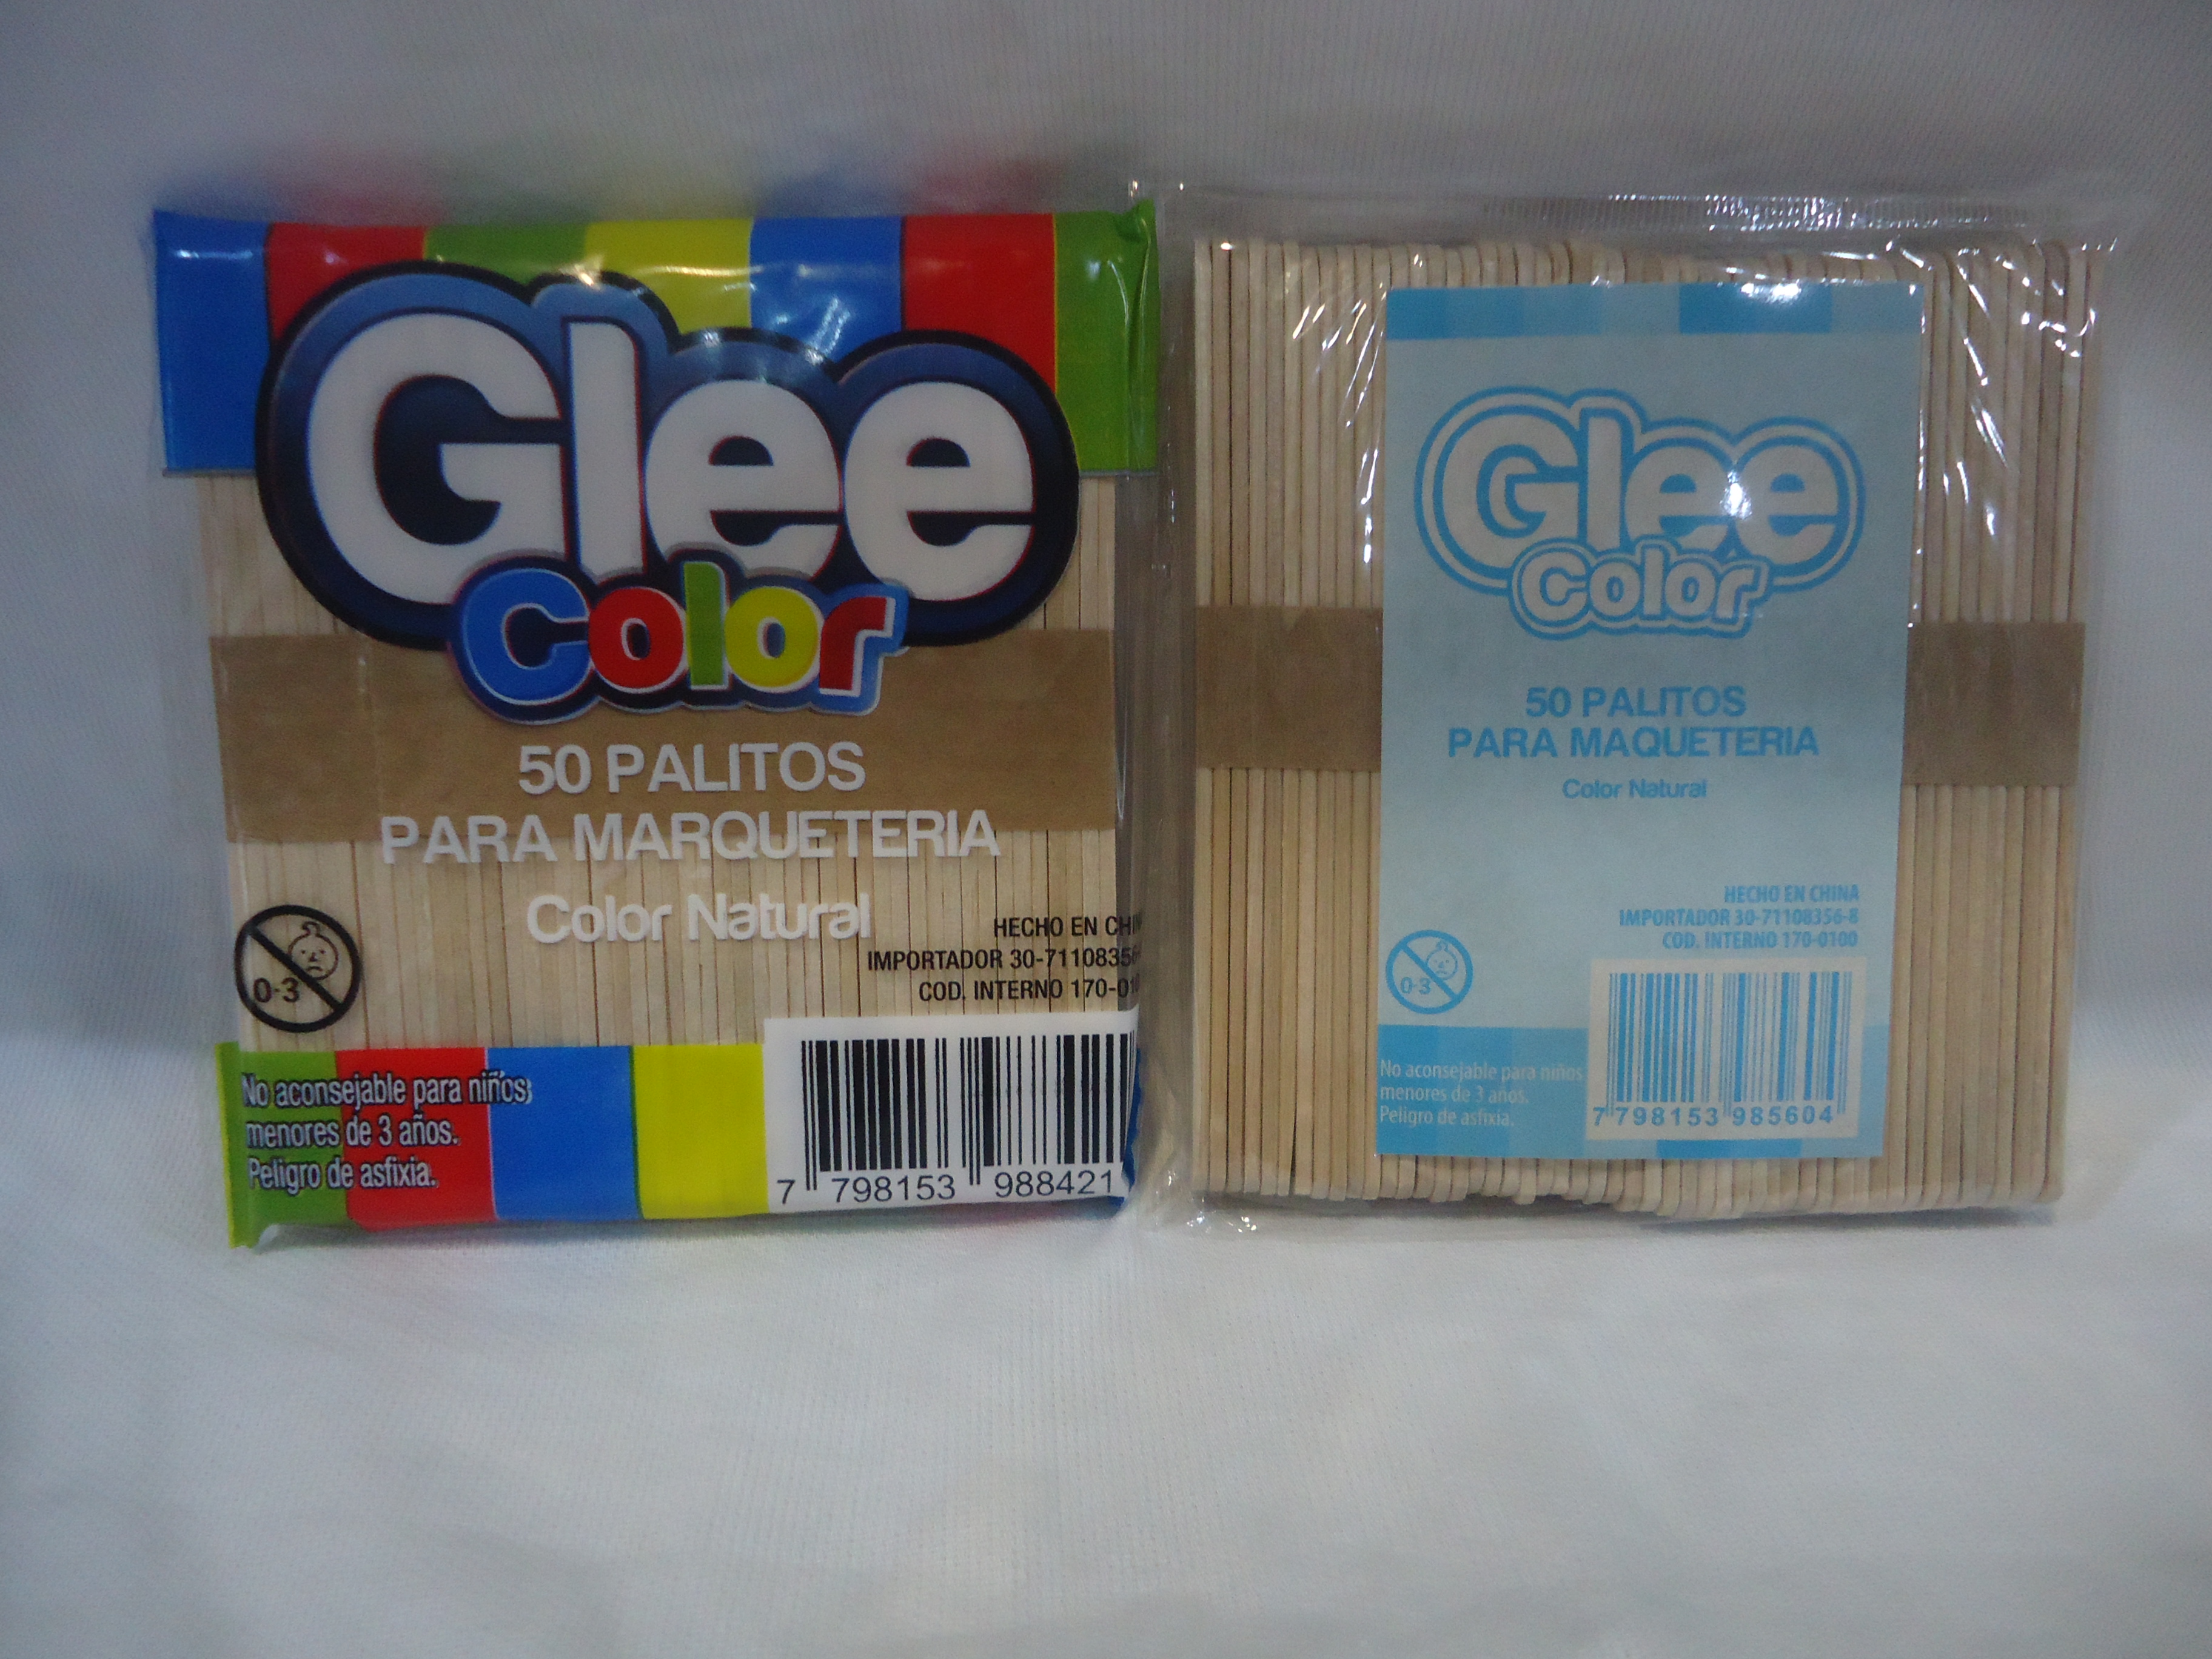 Glee
Color
50 PALITOS
PARA MARQUETERIA
Color Natural
HECHO EN CHIN
IMPORTADOR 30-7110835
COD. INTERNO 170-01
0-3
No aconsejable para niños
menores de 3 años.
Peligro de asfixia.
7 798153 988421
Glee
Color
50 PALITOS
PARA MAQUETERIA
Color Natural
HECHO EN CHINA
IMPORTADOR 30-71108356-8
COD. INTERNO 170-0100
0-3
No aconsejable para niños
menores de 3 años.
Peligro de asfixia.
7 798153 985604